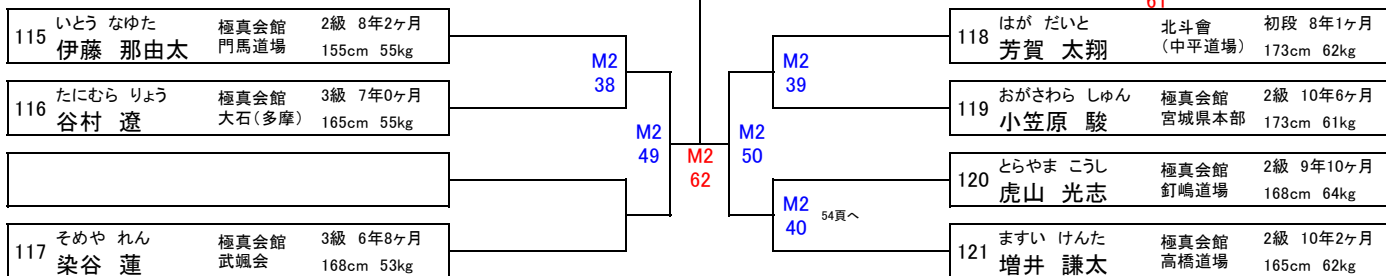 61
115 いとう なゆた 極真会館 2級 8年2ヶ月
伊藤 那由太 門馬道場 155cm 55kg
116 たにむら りょう 極真会館 3級 7年0ヶ月
谷村 遼 大石(多摩) 165cm 55kg
117 そめや れん 極真会館 3級 6年8ヶ月
染谷 蓮 武颯会 168cm 53kg
M2
38
M2
49
M2
62
M2
50
M2
39
M2
40
54頁へ
118 はが だいと 北斗會 初段 8年1ヶ月
芳賀 太翔 (中平道場) 173cm 62kg
119 おがさわら しゅん 極真会館 2級 10年6ヶ月
小笠原 駿 宮城県本部 173cm 61kg
120 とらやま こうし 極真会館 2級 9年10ヶ月
虎山 光志 釘嶋道場 168cm 64kg
121 ますい けんた 極真会館 2級 10年2ヶ月
増井 謙太 高橋道場 165cm 62kg